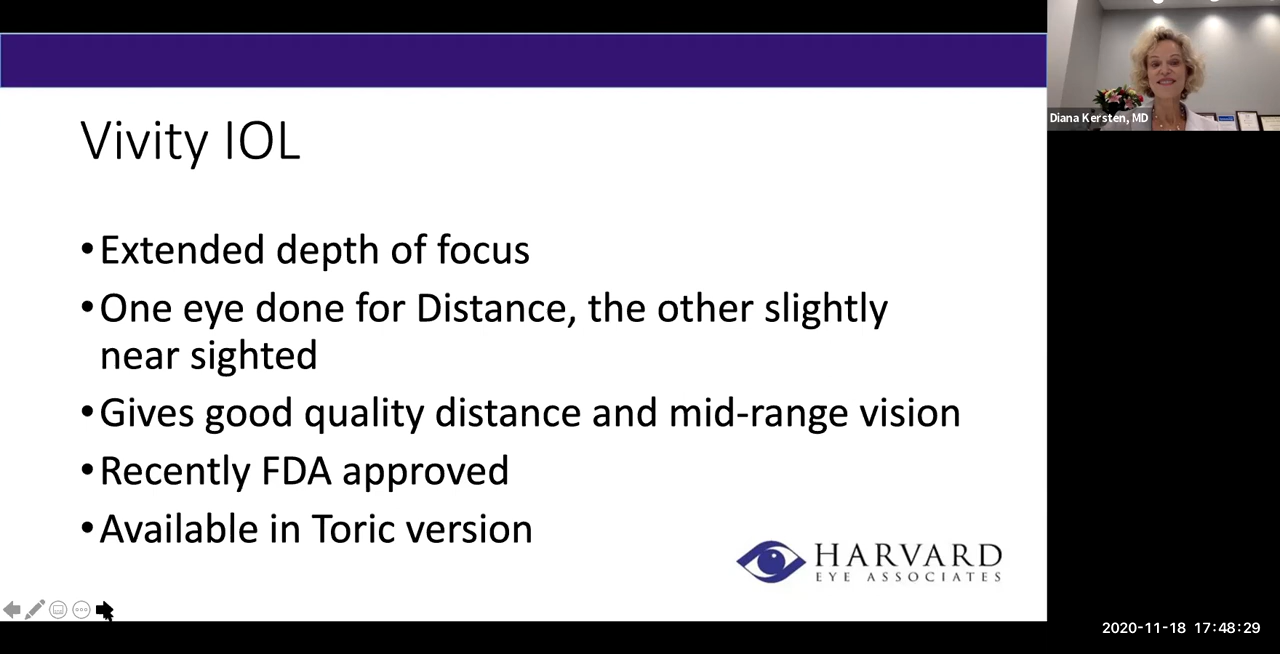 Diana Kersten, MD
Vivity IOL
•Extended depth of focus
•One eye done for Distance, the other slightly
near sighted
•Gives good quality distance and mid-range vision
•Recently FDA approved
•Available in Toric version
HARVARD
EYE ASSOCIATES
2020-11-18 17:48:29